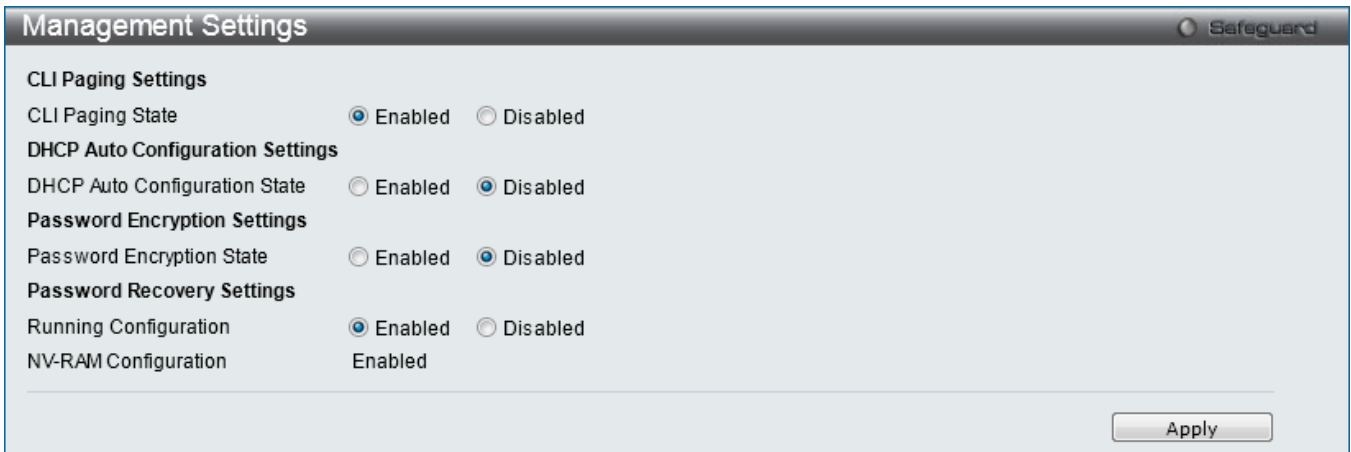 Management Settings Safeguard
CLI Paging Settings
CLI Paging State Enabled Disabled
DHCP Auto Configuration Settings
DHCP Auto Configuration State Enabled Disabled
Password Encryption Settings
Password Encryption State Enabled Disabled
Password Recovery Settings
Running Configuration Enabled Disabled
NV-RAM Configuration Enabled
Apply